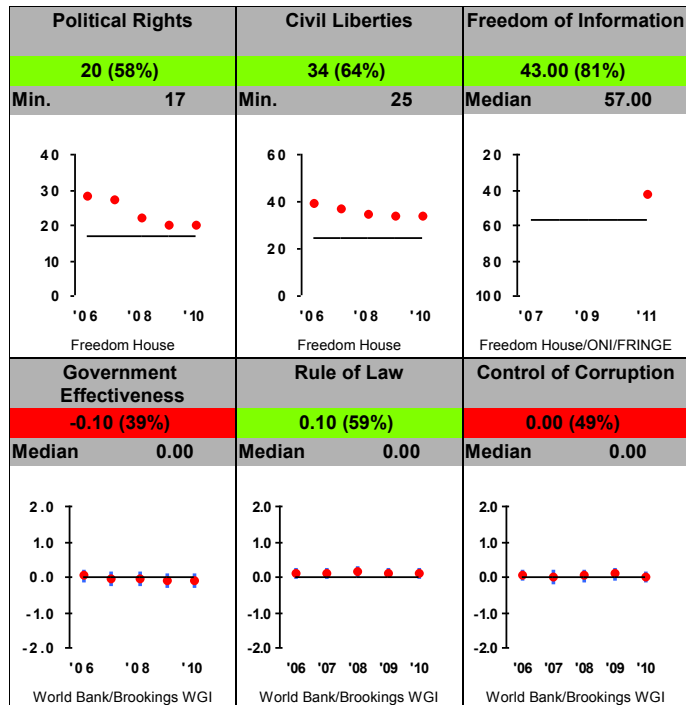 Political Rights
20 (58%)
Min. 17
40
30
20
10
0
'06 '08 '10
Freedom House
Civil Liberties
34 (64%)
Min. 25
60
40
20
0
'06 '08 '10
Freedom House
Freedom of Information
43.00 (81%)
Median 57.00
20
40
60
80
100
'07 '09 '11
Freedom House/ONI/FRINGE
Government
Effectiveness
-0.10 (39%)
Median 0.00
2.0
1.0
0.0
-1.0
-2.0
'06 '08 '10
World Bank/Brookings WGI
Rule of Law
0.10 (59%)
Median 0.00
2.0
1.0
0.0
-1.0
-2.0
'06 '07 '08 '09 '10
World Bank/Brookings WGI
Control of Corruption
0.00 (49%)
Median 0.00
2.0
1.0
0.0
-1.0
-2.0
'06 '07 '08 '09 '10
World Bank/Brookings WGI